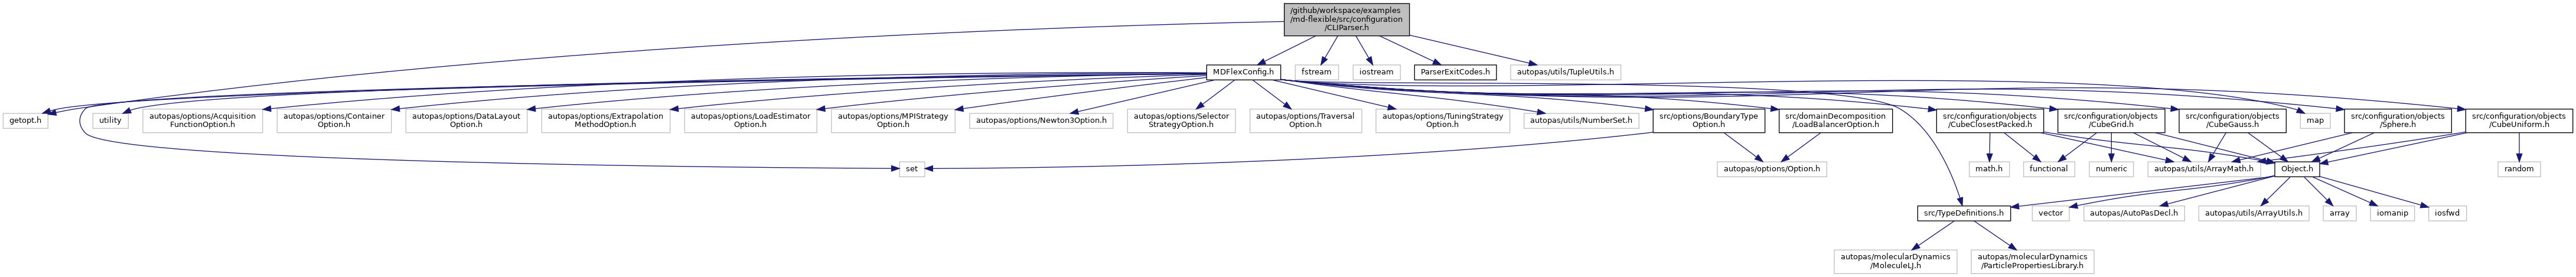 /github/workspace/examples
/md-flexible/src/configuration
/CLIParser.h
MDFlexConfig.h
fstream
iostream
ParserExitCodes.h
autopas/utils/TupleUtils.h
getopt.h
utility
autopas/options/Acquisition
FunctionOption.h
autopas/options/Container
Option.h
autopas/options/DataLayout
Option.h
autopas/options/Extrapolation
MethodOption.h
autopas/options/LoadEstimator
Option.h
autopas/options/MPIStrategy
Option.h
autopas/options/Newton3Option.h
autopas/options/Selector
StrategyOption.h
autopas/options/Traversal
Option.h
autopas/options/TuningStrategy
Option.h
autopas/utils/NumberSet.h
src/options/BoundaryType
Option.h
src/domainDecomposition
/LoadBalancerOption.h
src/configuration/objects
/CubeClosestPacked.h
src/configuration/objects
/CubeGrid.h
src/configuration/objects
/CubeGauss.h
map
src/configuration/objects
/Sphere.h
src/configuration/objects
/CubeUniform.h
set
autopas/options/Option.h
math.h
functional
numeric
autopas/utils/ArrayMath.h
Object.h
random
src/TypeDefinitions.h
vector
autopas/AutoPasDecl.h
autopas/utils/ArrayUtils.h
array
iomanip
iosfwd
autopas/molecularDynamics
/MoleculeLJ.h
autopas/molecularDynamics
/ParticlePropertiesLibrary.h